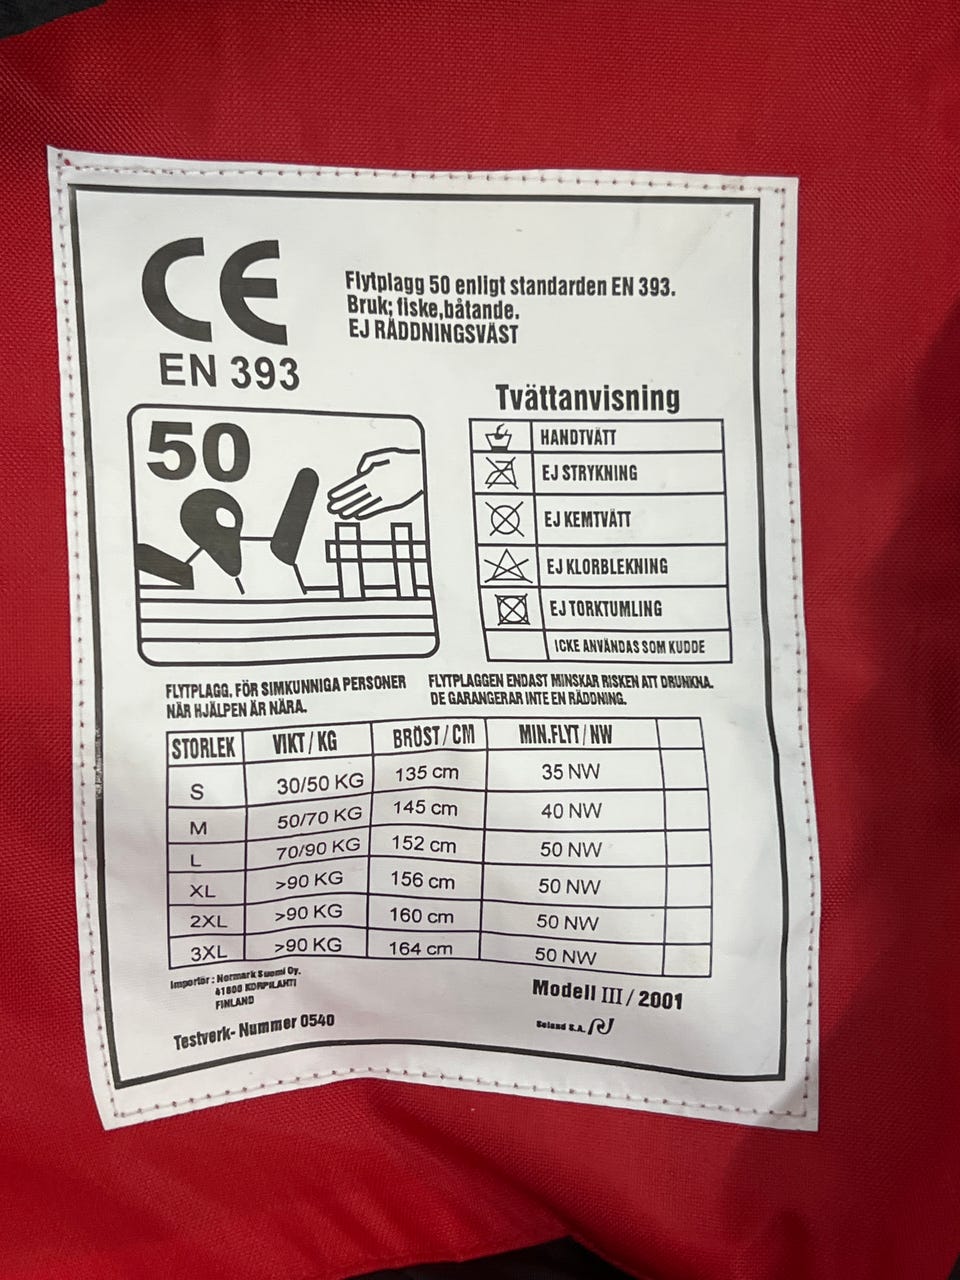 CE
EN 393
Flytplagg 50 enligt standarden EN 393.
Bruk; fiske,båtande.
EJ RÄDDNINGSVÄST
50
Tvättanvisning
HANDTVÄTT
EJ STRYKNING
EJ KEMTVÄTT
EJ KLORBLEKNING
EJ TORKTUMLING
ICKE ANVÄNDAS SOM KUDDE
FLYTPLAGG. FÖR SIMKUNNIGA PERSONER
NÄR HJÄLPEN ÄR NÄRA.
FLYTPLAGGEN ENDAST MINSKAR RISKEN ATT DRUNKNA.
DE GARANGERAR INTE EN RÄDDNING.
STORLEK VIKT / KG BRÖST / CM MIN.FLYT / NW
S 30/50 KG 135 cm 35 NW
M 50/70 KG 145 cm 40 NW
L 70/90 KG 152 cm 50 NW
XL >90 KG 156 cm 50 NW
2XL >90 KG 160 cm 50 NW
3XL >90 KG 164 cm 50 NW
Importör : Normark Suomi Oy.
41800 KORPILAHTI
FINLAND
Testverk- Nummer 0540
Modell III / 2001
Soland S.A.